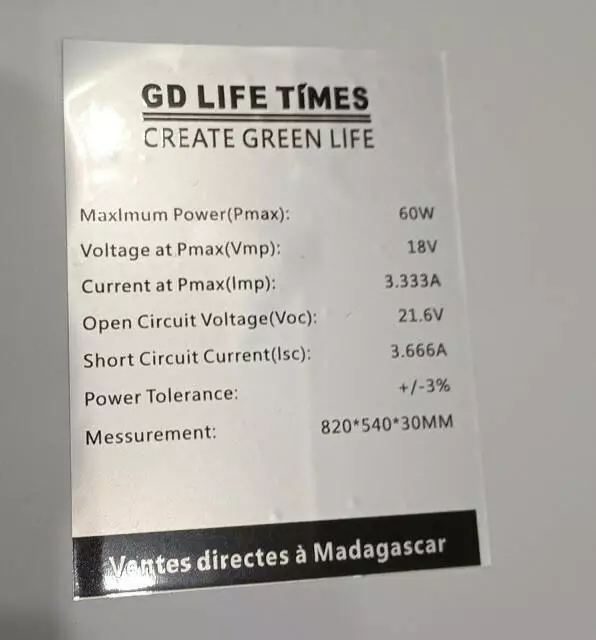 GD LIFE TÍMES
CREATE GREEN LIFE
MaxImum Power(Pmax): 60W
Voltage at Pmax(Vmp): 18V
Current at Pmax(Imp): 3.333A
Open Circuit Voltage(Voc): 21.6V
Short Circuit Current(Isc): 3.666A
Power Tolerance: +/-3%
Messurement: 820*540*30MM
Ventes directes à Madagascar